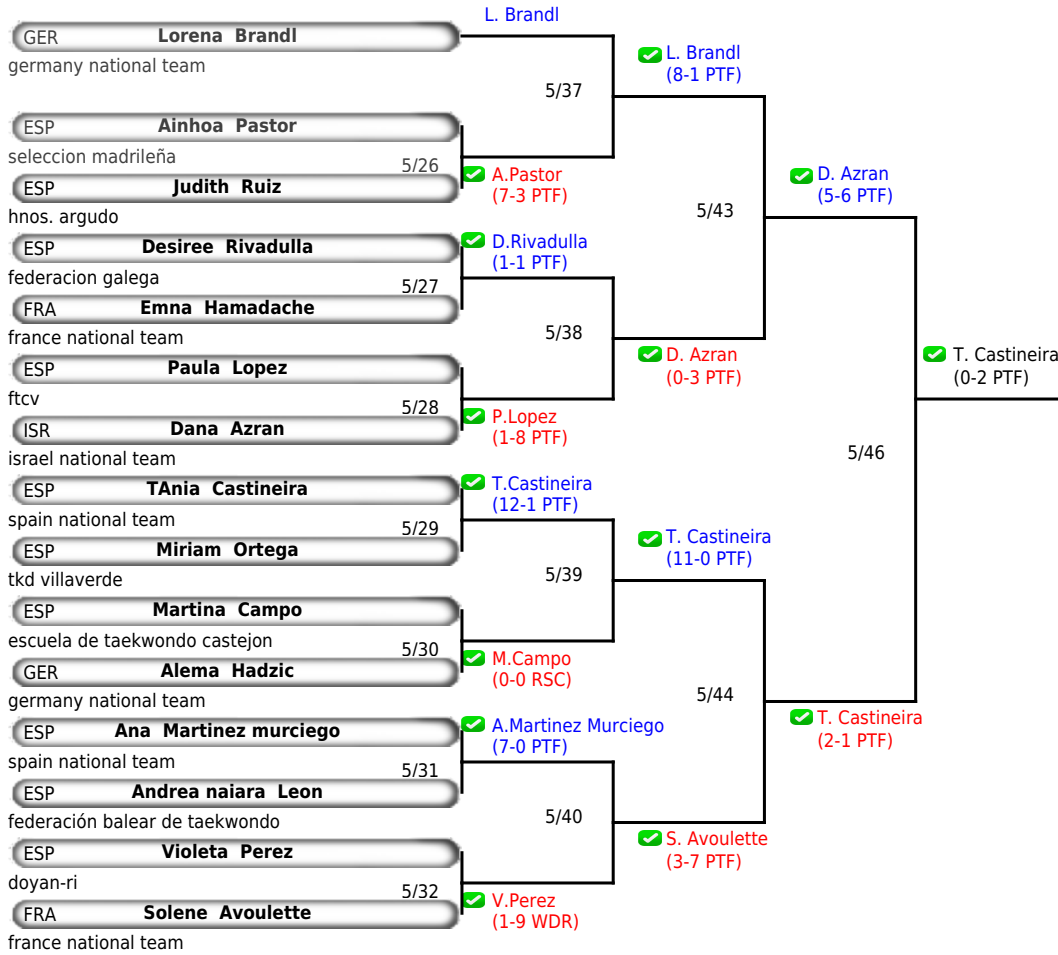 L. Brandl
GER Lorena Brandl
germany national team
L. Brandl
(8-1 PTF)
5/37
ESP Ainhoa Pastor
seleccion madrileña
5/26
ESP Judith Ruiz
hnos. argudo
A.Pastor
(7-3 PTF)
D. Azran
(5-6 PTF)
5/43
ESP Desiree Rivadulla
federacion galega
D.Rivadulla
(1-1 PTF)
5/27
FRA Emna Hamadache
france national team
5/38
ESP Paula Lopez
ftcv
D. Azran
(0-3 PTF)
T. Castineira
(0-2 PTF)
5/28
ISR Dana Azran
israel national team
P.Lopez
(1-8 PTF)
5/46
ESP TAnia Castineira
spain national team
T.Castineira
(12-1 PTF)
5/29
ESP Miriam Ortega
tkd villaverde
T. Castineira
(11-0 PTF)
5/39
ESP Martina Campo
escuela de taekwondo castejon
5/30
GER Alema Hadzic
germany national team
M.Campo
(0-0 RSC)
5/44
ESP Ana Martinez murciego
spain national team
A.Martinez Murciego
(7-0 PTF)
T. Castineira
(2-1 PTF)
5/31
ESP Andrea naiara Leon
federación balear de taekwondo
5/40
ESP Violeta Perez
doyan-ri
S. Avoulette
(3-7 PTF)
5/32
FRA Solene Avoulette
france national team
V.Perez
(1-9 WDR)